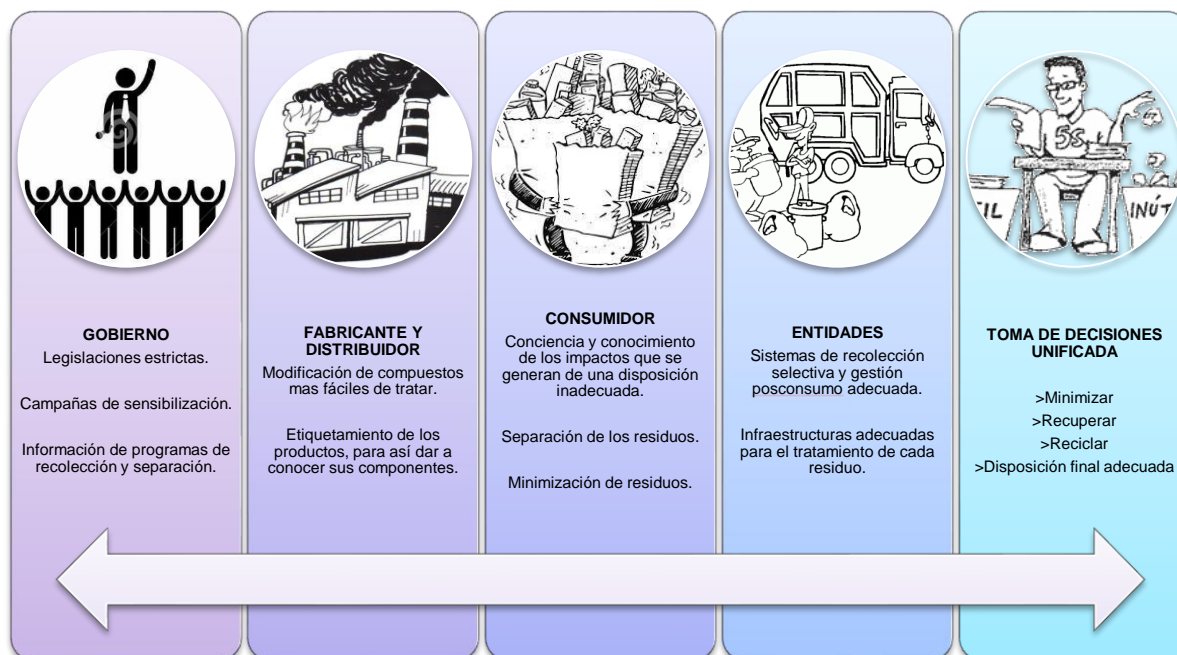 5S
TIL
INÚT
GOBIERNO
Legislaciones estrictas.
Campañas de sensibilización.
Información de programas de
recolección y separación.
FABRICANTE Y
DISTRIBUIDOR
Modificación de compuestos
mas fáciles de tratar.
Etiquetamiento de los
productos, para así dar a
conocer sus componentes.
CONSUMIDOR
Conciencia y conocimiento
de los impactos que se
generan de una disposición
inadecuada.
Separación de los residuos.
Minimización de residuos.
ENTIDADES
Sistemas de recolección
selectiva y gestión
posconsumo adecuada.
Infraestructuras adecuadas
para el tratamiento de cada
residuo.
TOMA DE DECISIONES
UNIFICADA
>Minimizar
>Recuperar
>Reciclar
>Disposición final adecuada